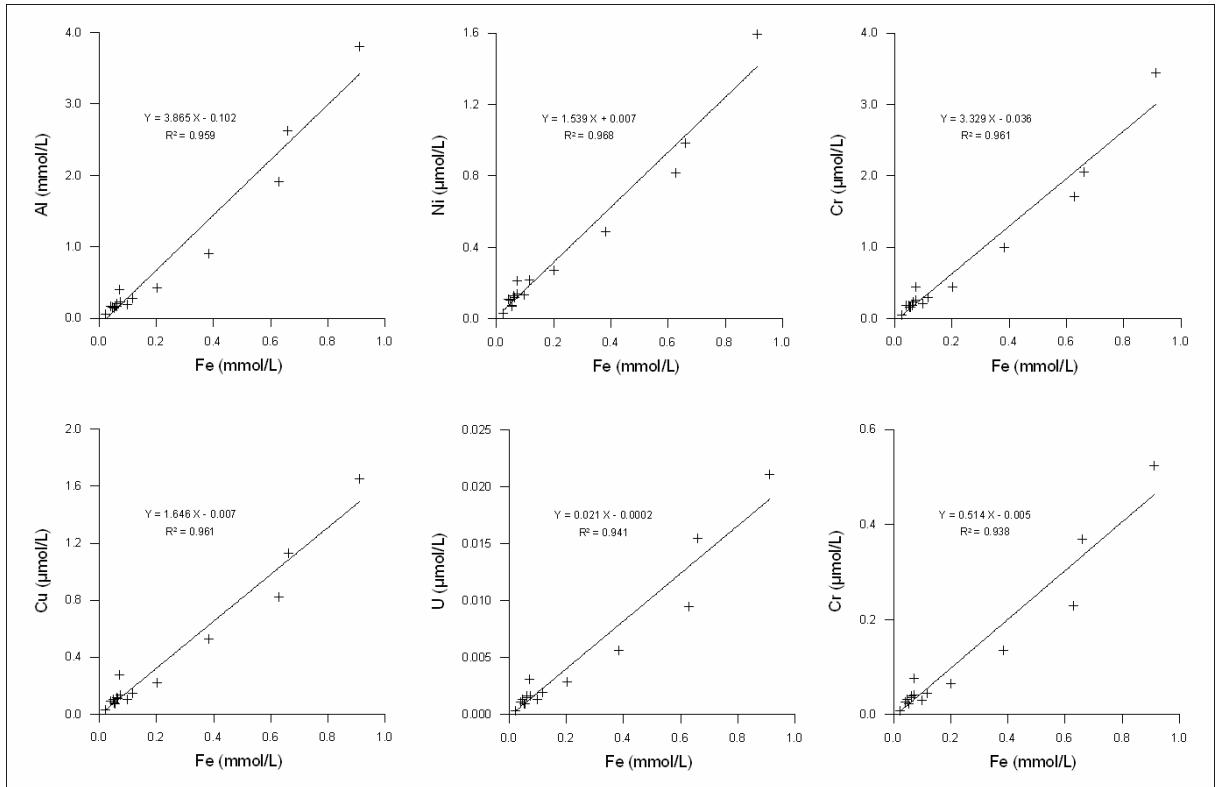 4.0
3.0
2.0
1.0
0.0
Al (mmol/L)
Y = 3.865 X - 0.102
R² = 0.959
0.0 0.2 0.4 0.6 0.8 1.0
Fe (mmol/L)
1.6
1.2
0.8
0.4
0.0
Ni (µmol/L)
Y = 1.539 X + 0.007
R² = 0.968
0.0 0.2 0.4 0.6 0.8 1.0
Fe (mmol/L)
4.0
3.0
2.0
1.0
0.0
Cr (µmol/L)
Y = 3.329 X - 0.036
R² = 0.961
0.0 0.2 0.4 0.6 0.8 1.0
Fe (mmol/L)
2.0
1.6
1.2
0.8
0.4
0.0
Cu (µmol/L)
Y = 1.646 X - 0.007
R² = 0.961
0.0 0.2 0.4 0.6 0.8 1.0
Fe (mmol/L)
0.025
0.020
0.015
0.010
0.005
0.000
U (µmol/L)
Y = 0.021 X - 0.0002
R² = 0.941
0.0 0.2 0.4 0.6 0.8 1.0
Fe (mmol/L)
0.6
0.4
0.2
0.0
Cr (µmol/L)
Y = 0.514 X - 0.005
R² = 0.938
0.0 0.2 0.4 0.6 0.8 1.0
Fe (mmol/L)